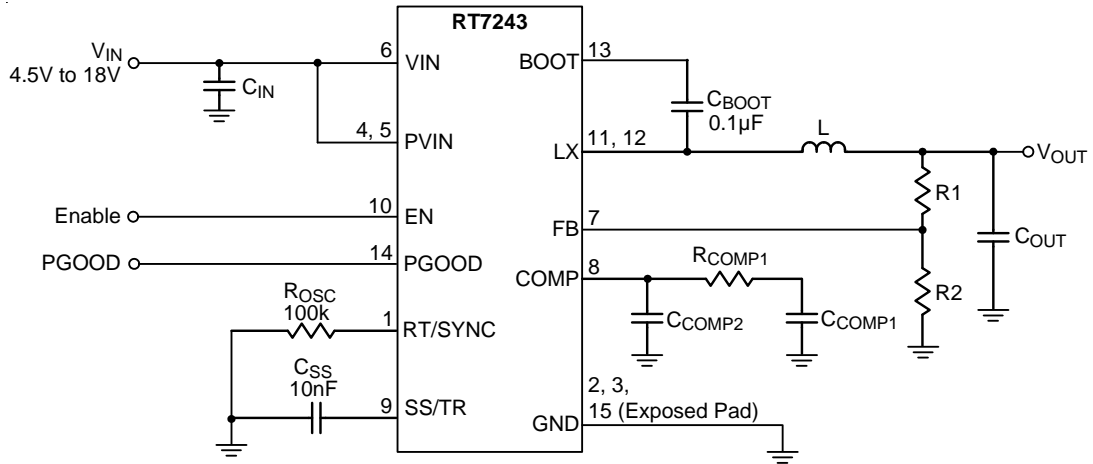 RT7243
V_IN
4.5V to 18V
C_IN
6
VIN
4, 5
PVIN
Enable
10
EN
PGOOD
14
PGOOD
R_OSC
100k
1
RT/SYNC
C_SS
10nF
9
SS/TR
BOOT
13
C_BOOT
0.1µF
LX
11, 12
L
V_OUT
R1
FB
7
C_OUT
COMP
8
R_COMP1
R2
C_COMP2
C_COMP1
2, 3,
GND
15 (Exposed Pad)